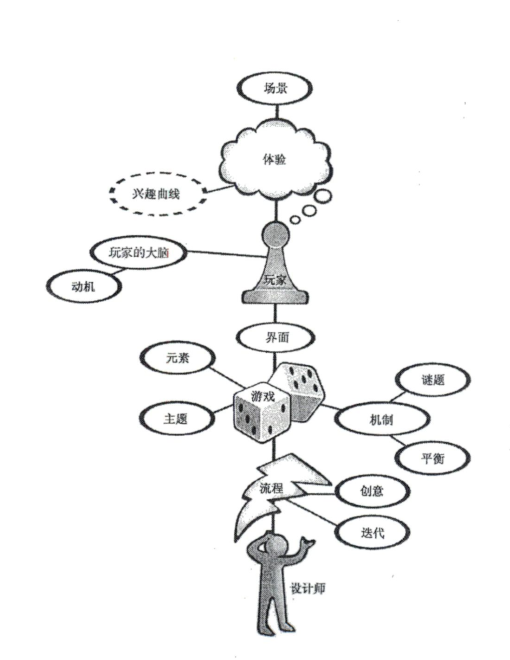 场景
体验
兴趣曲线
玩家的大脑
动机
玩家
界面
元素
游戏
谜题
主题
机制
平衡
流程
创意
迭代
设计师